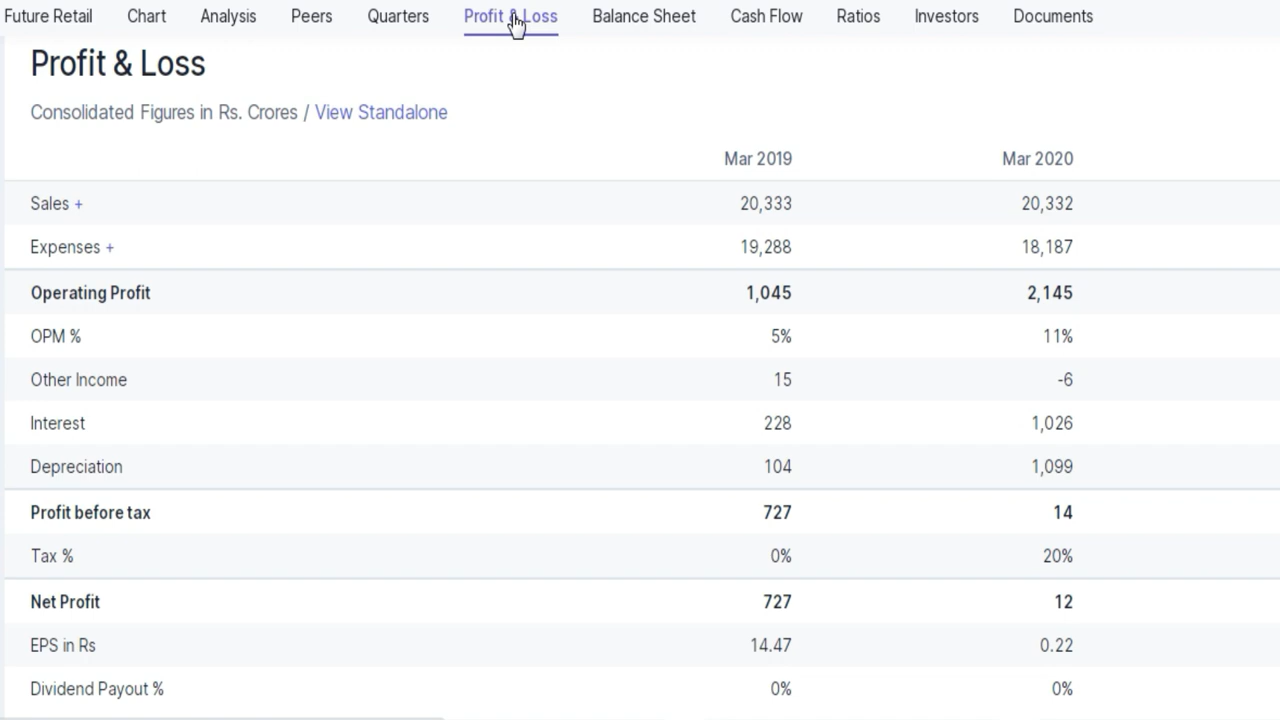 Future Retail Chart Analysis Peers Quarters Profit & Loss Balance Sheet Cash Flow Ratios Investors Documents
Profit & Loss
Consolidated Figures in Rs. Crores / View Standalone
Mar 2019 Mar 2020
Sales + 20,333 20,332
Expenses + 19,288 18,187
Operating Profit 1,045 2,145
OPM % 5% 11%
Other Income 15 -6
Interest 228 1,026
Depreciation 104 1,099
Profit before tax 727 14
Tax % 0% 20%
Net Profit 727 12
EPS in Rs 14.47 0.22
Dividend Payout % 0% 0%